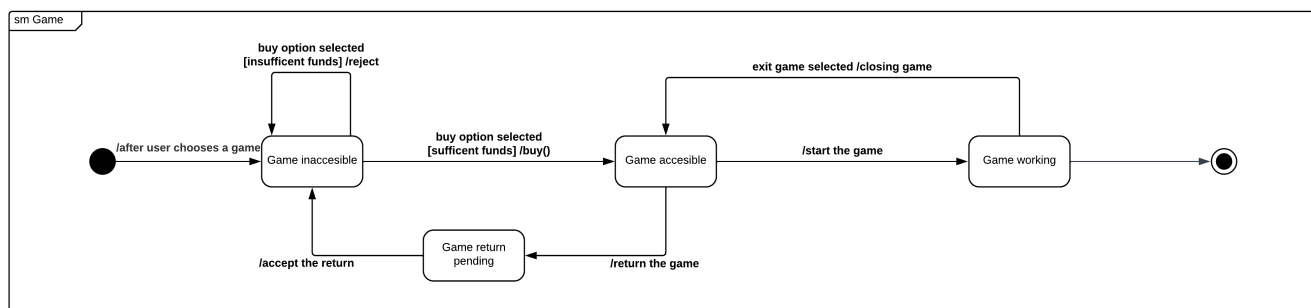 sm Game
buy option selected
[insufficent funds] /reject
exit game selected /closing game
/after user chooses a game
Game inaccesible
buy option selected
[sufficent funds] /buy()
Game accesible
/start the game
Game working
/accept the return
Game return
pending
/return the game